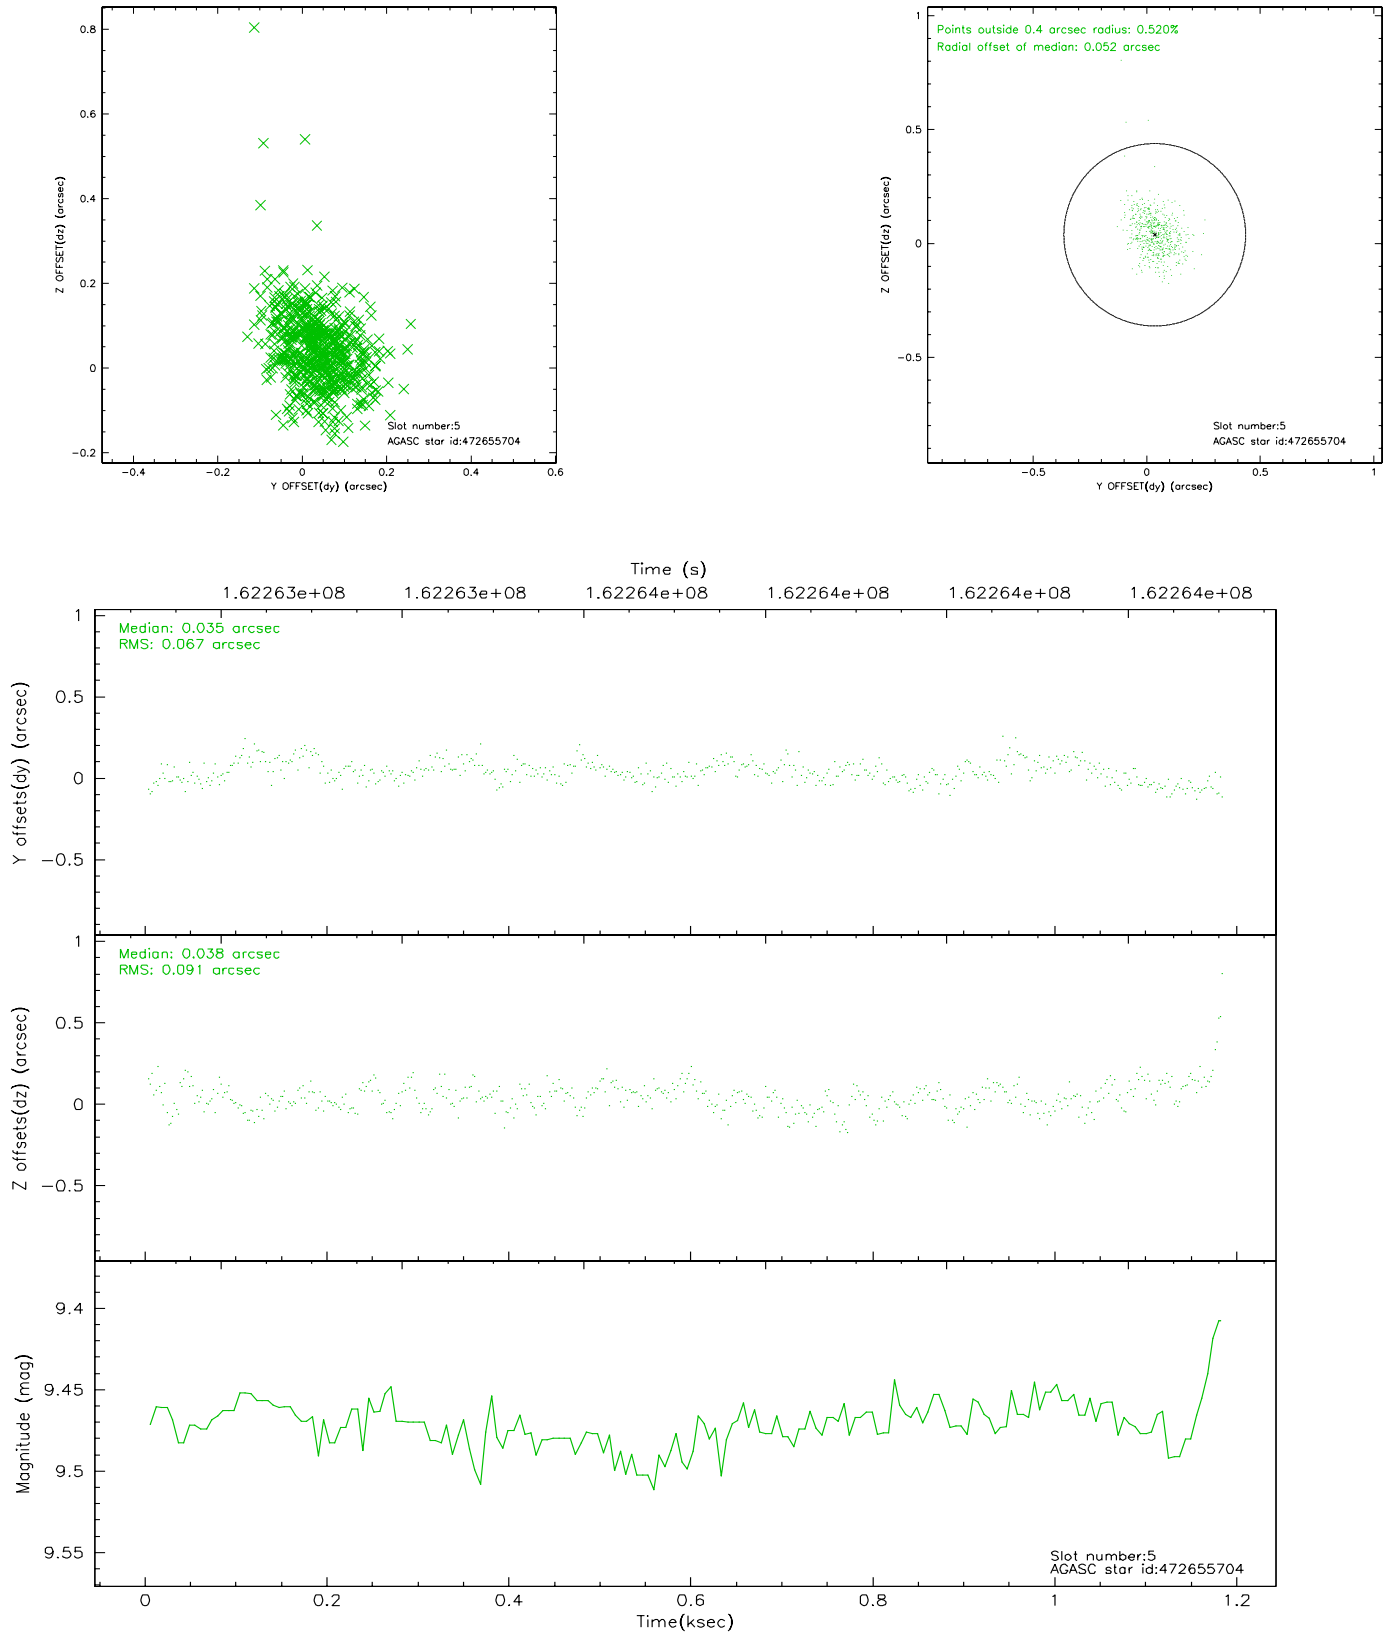 0.8
0.6
0.4
0.2
0
−0.2
−0.4
−0.2
0
0.2
0.4
0.6
Z OFFSET(dz) (arcsec)
Y OFFSET(dy) (arcsec)
Slot number:5
AGASC star id:472655704
Points outside 0.4 arcsec radius: 0.520%
Radial offset of median: 0.052 arcsec
1
0.5
0
−0.5
−0.5
0
0.5
1
Z OFFSET(dz) (arcsec)
Y OFFSET(dy) (arcsec)
Slot number:5
AGASC star id:472655704
Time (s)
1.62263e+08 1.62263e+08 1.62264e+08 1.62264e+08 1.62264e+08 1.62264e+08
Median: 0.035 arcsec
RMS: 0.067 arcsec
1
0.5
0
−0.5
Y offsets(dy) (arcsec)
Median: 0.038 arcsec
RMS: 0.091 arcsec
1
0.5
0
−0.5
Z offsets(dz) (arcsec)
9.4
9.45
9.5
9.55
Magnitude (mag)
Slot number:5
AGASC star id:472655704
0 0.2 0.4 0.6 0.8 1 1.2
Time(ksec)